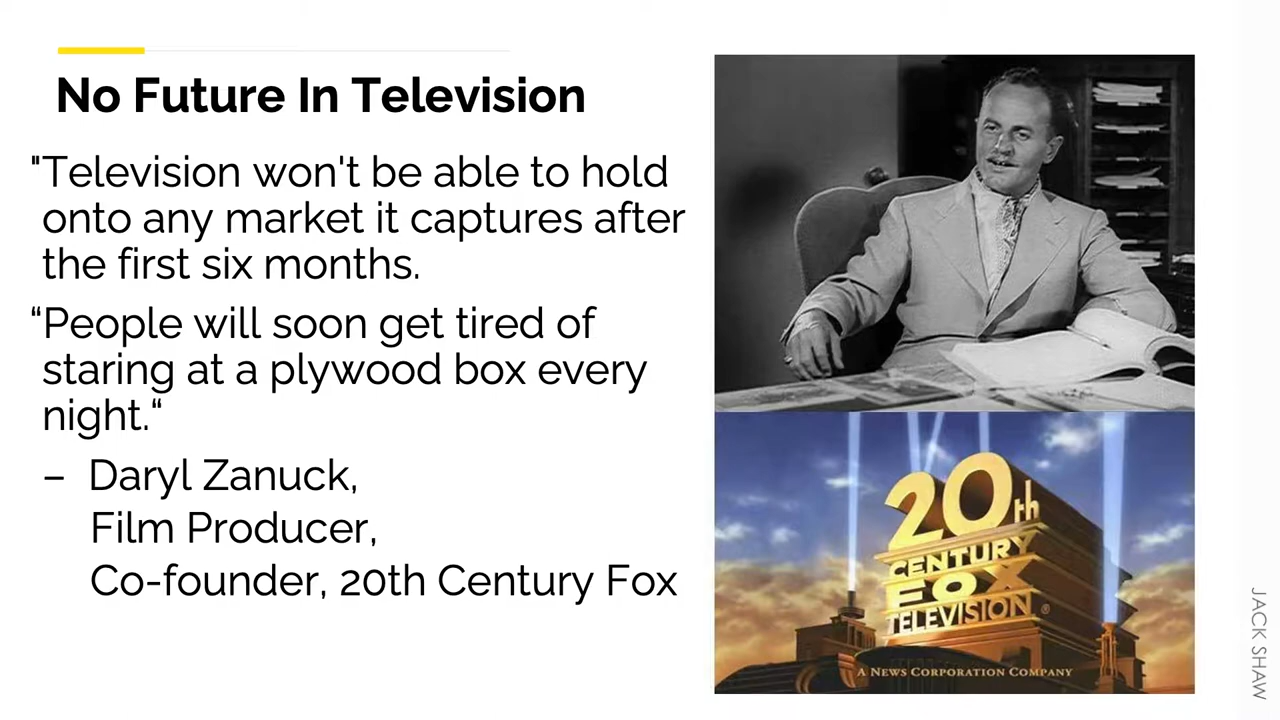 No Future In Television
"Television won't be able to hold
onto any market it captures after
the first six months.
“People will soon get tired of
staring at a plywood box every
night.“
– Daryl Zanuck,
Film Producer,
Co-founder, 20th Century Fox
20th
CENTURY
FOX
TELEVISION ®
A NEWS CORPORATION COMPANY
JACK SHAW